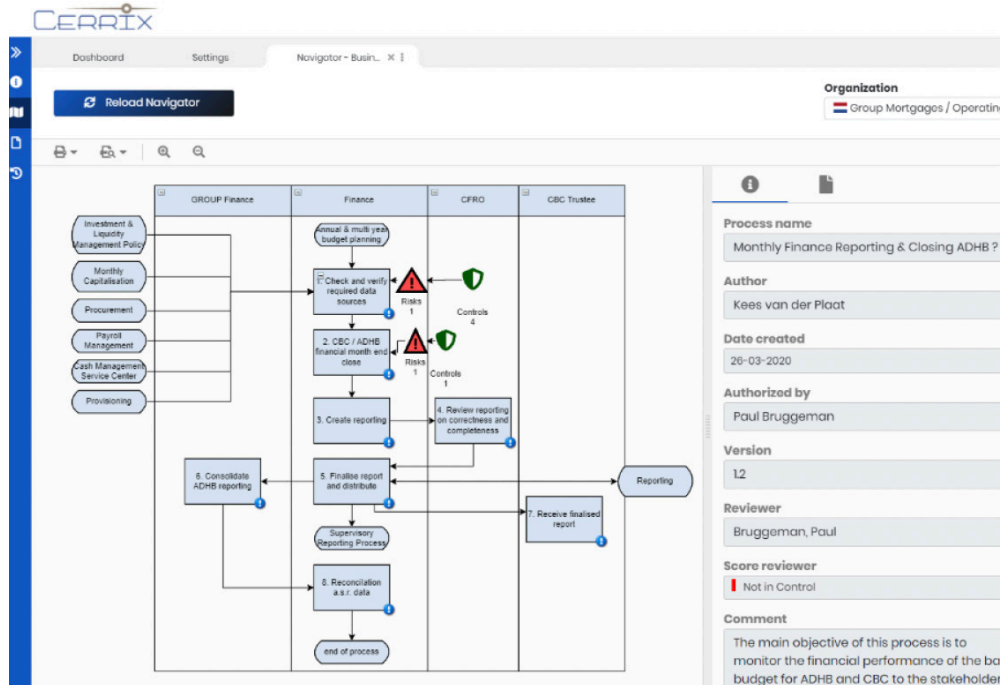 CERRIX
Dashboard
Settings
Navigator - Busin...
Reload Navigator
Organization
Group Mortgages / Operating
GROUP Finance
Finance
CFRO
CBC Trustee
Investment &
Liquidity
Management Policy
Monthly
Capitalisation
Procurement
Payroll
Management
Cash Management
Service Center
Provisioning
Annual & multi year
budget planning
1. Check and verify
required data
sources
Risks
1
Controls
4
2. CBC / ADHB
financial month end
close
Risks
1
Controls
1
3. Create reporting
4. Review reporting
on correctness and
completeness
6. Consolidate
ADHB reporting
5. Finalise report
and distribute
Reporting
7. Receive finalised
report
Supervisory
Reporting Process
8. Reconcilation
a.s.r. data
end of process
Process name
Monthly Finance Reporting & Closing ADHB ?
Author
Kees van der Plaat
Date created
26-03-2020
Authorized by
Paul Bruggeman
Version
1.2
Reviewer
Bruggeman, Paul
Score reviewer
Not in Control
Comment
The main objective of this process is to
monitor the financial performance of the ba
budget for ADHB and CBC to the stakeholder